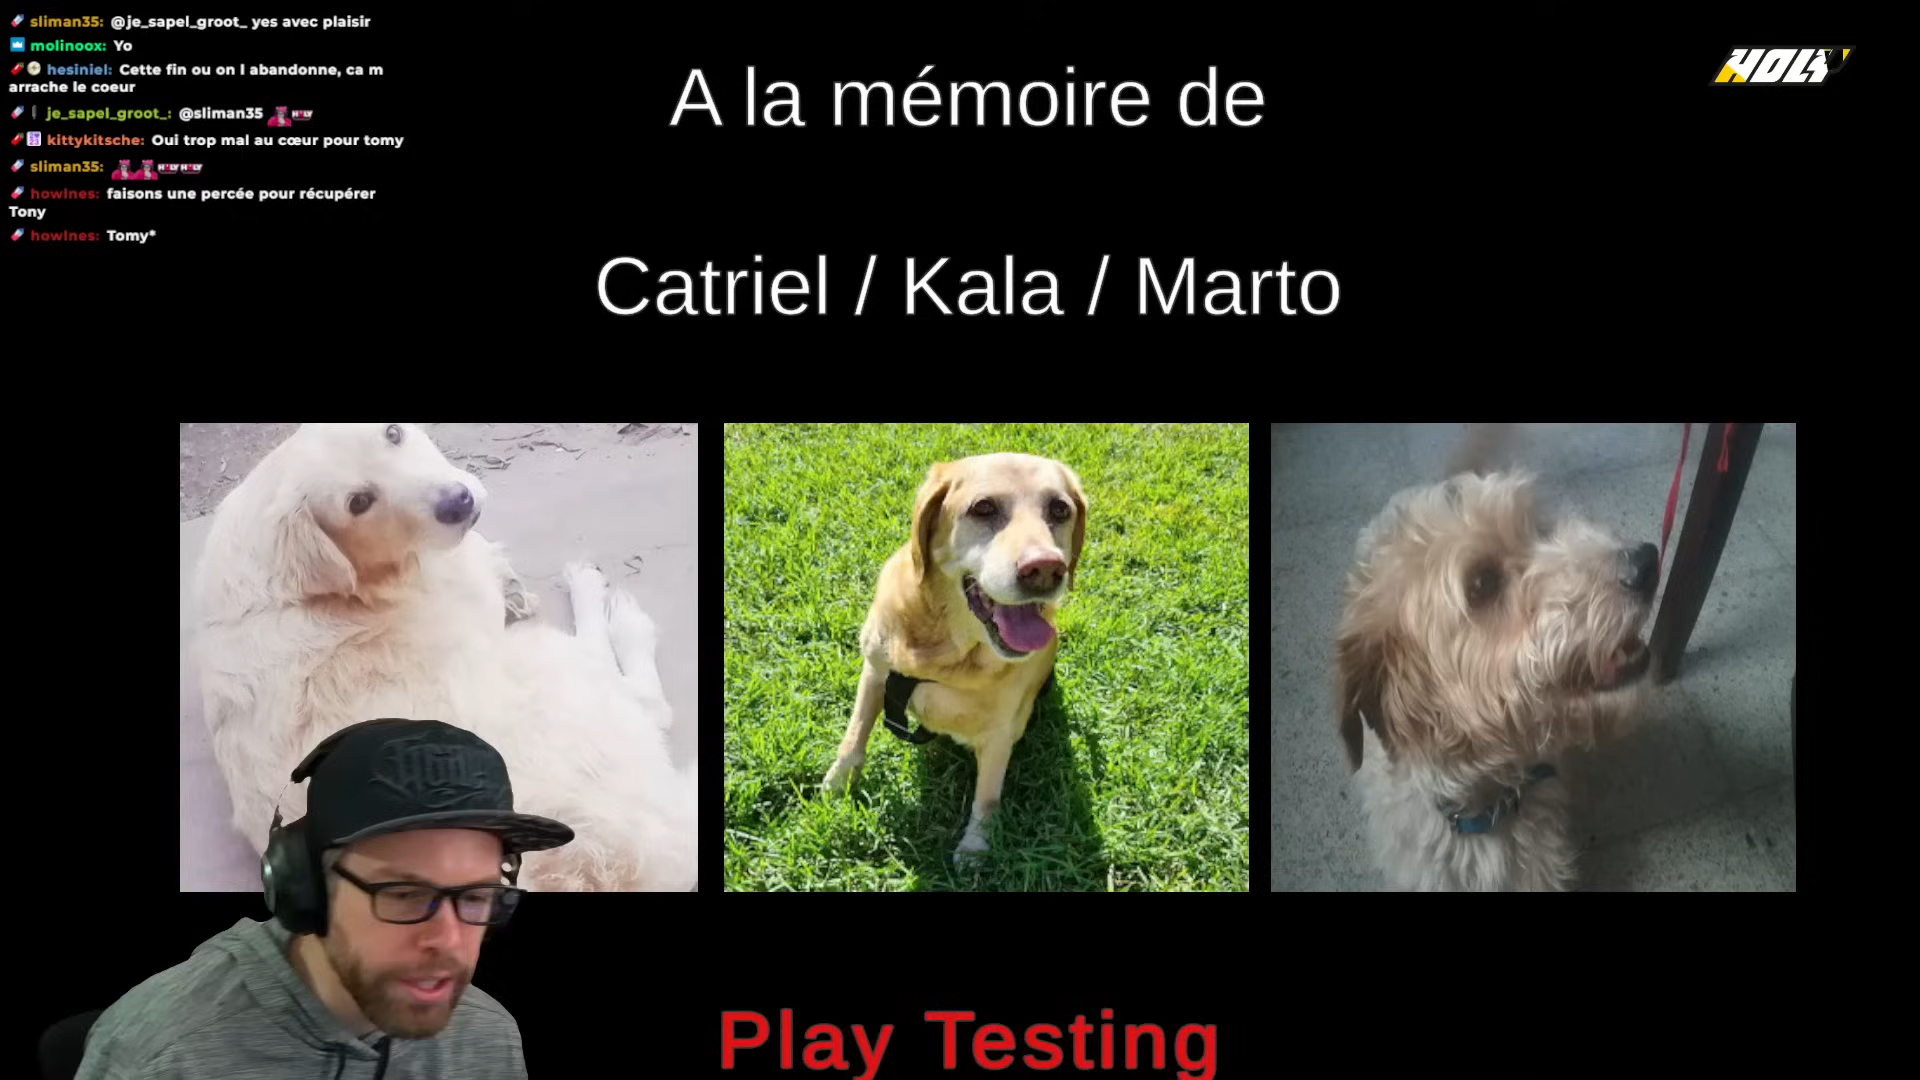 sliman35: @je_sapel_groot_ yes avec plaisir
molinoox: Yo
hesiniel: Cette fin ou on l abandonne, ca m
arrache le coeur
je_sapel_groot_: @sliman35
kittykitsche: Oui trop mal au cœur pour tomy
sliman35:
howlnes: faisons une percée pour récupérer
Tony
howlnes: Tomy*
HOLY
A la mémoire de
Catriel / Kala / Marto
Play Testing